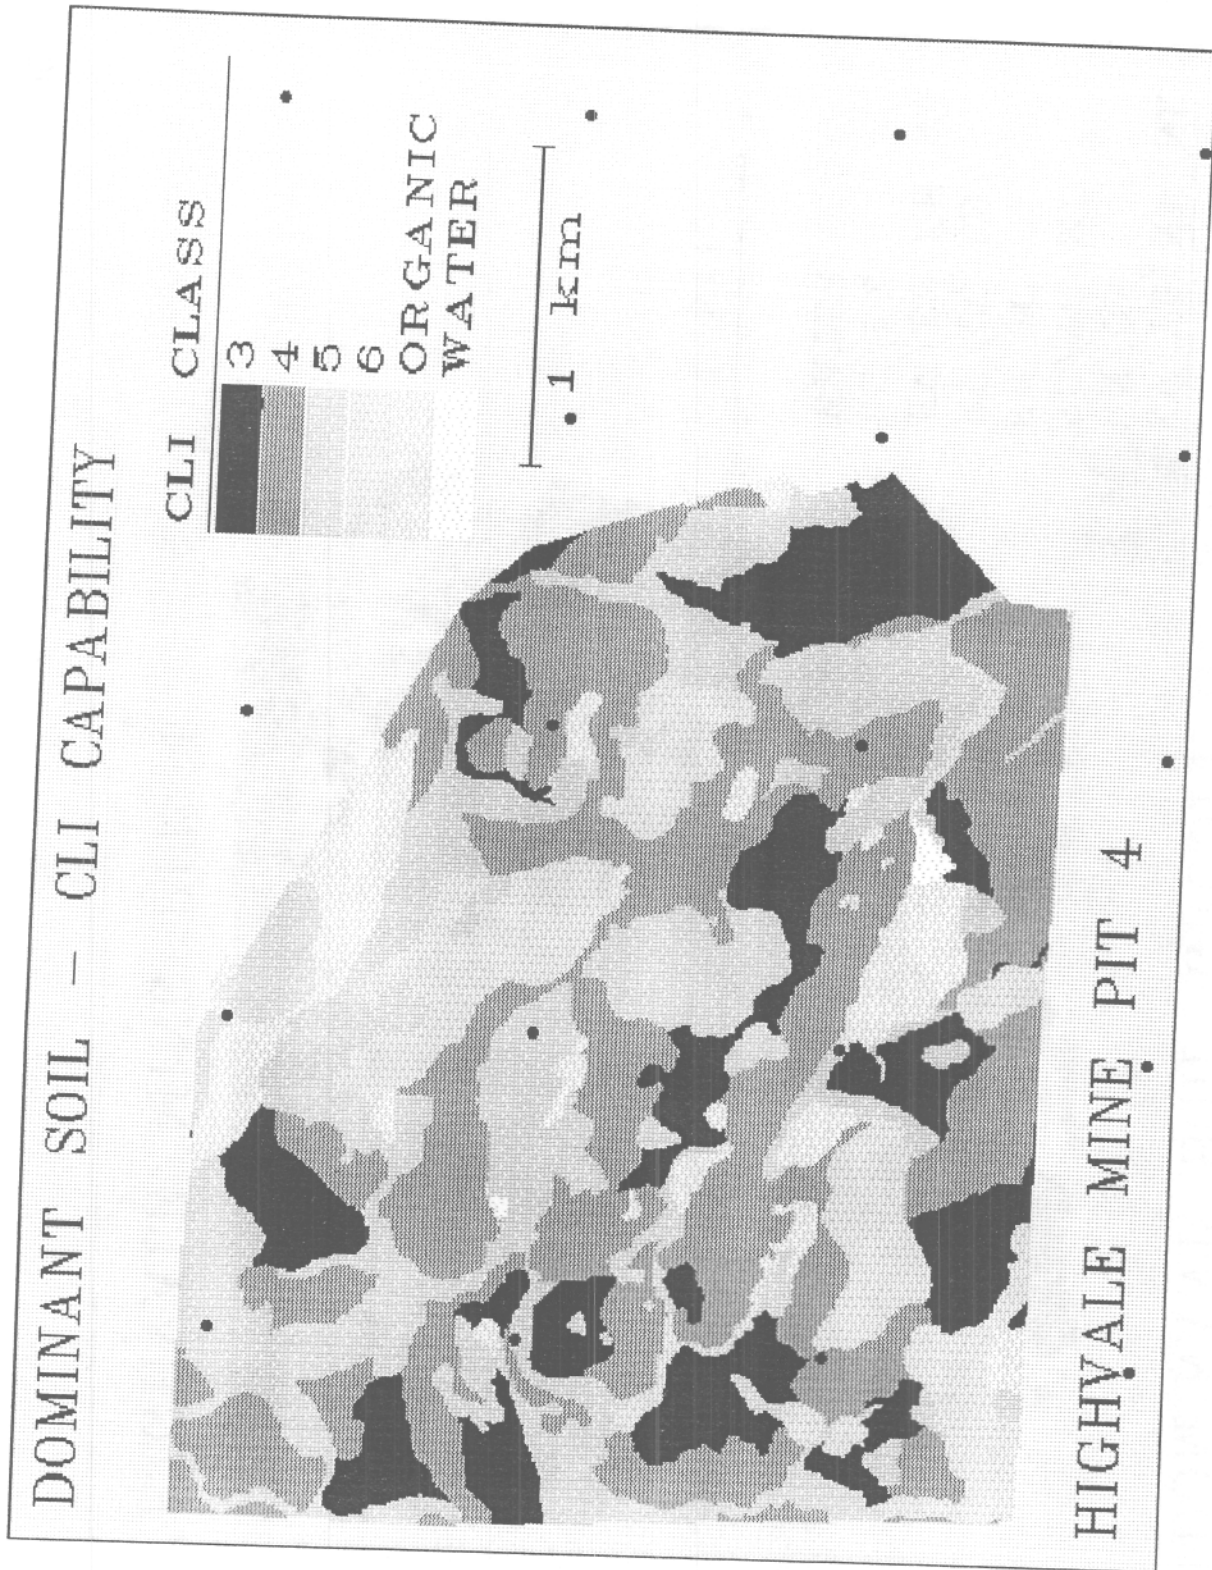 DOMINANT SOIL - CLI CAPABILITY
CLI CLASS
3
4
5
6
ORGANIC
WATER
1 km
HIGHVALE MINE PIT 4